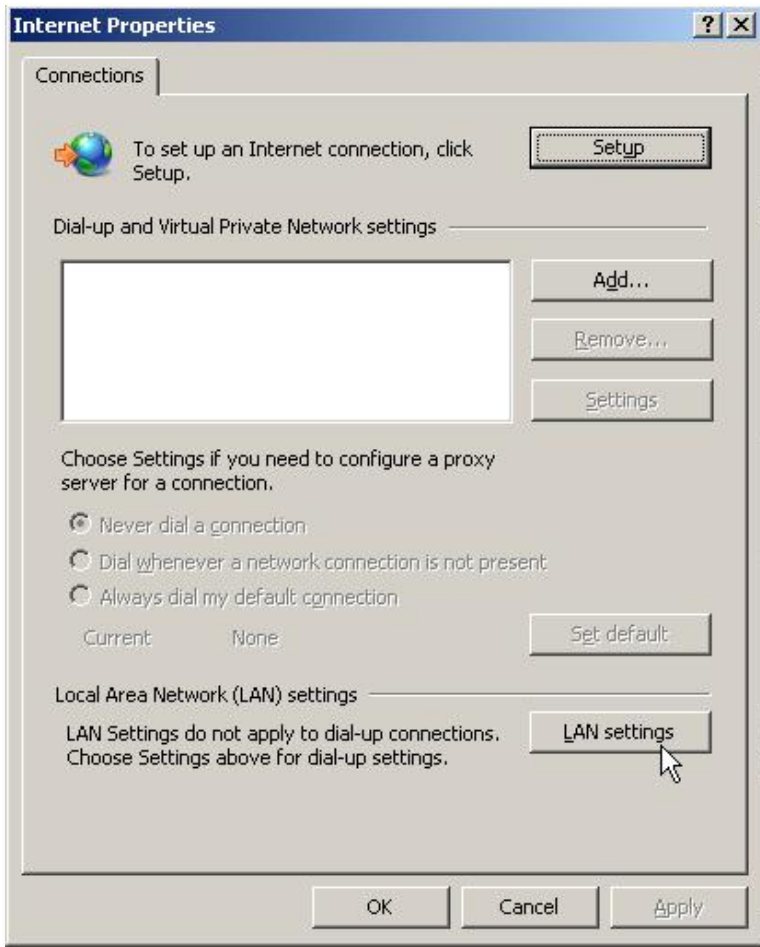 Internet Properties
?
Connections
To set up an Internet connection, click
Setup.
Setup
Dial-up and Virtual Private Network settings
Add...
Remove...
Settings
Choose Settings if you need to configure a proxy
server for a connection.
Never dial a connection
Dial whenever a network connection is not present
Always dial my default connection
Current None
Set default
Local Area Network (LAN) settings
LAN Settings do not apply to dial-up connections.
Choose Settings above for dial-up settings.
LAN settings
OK Cancel Apply